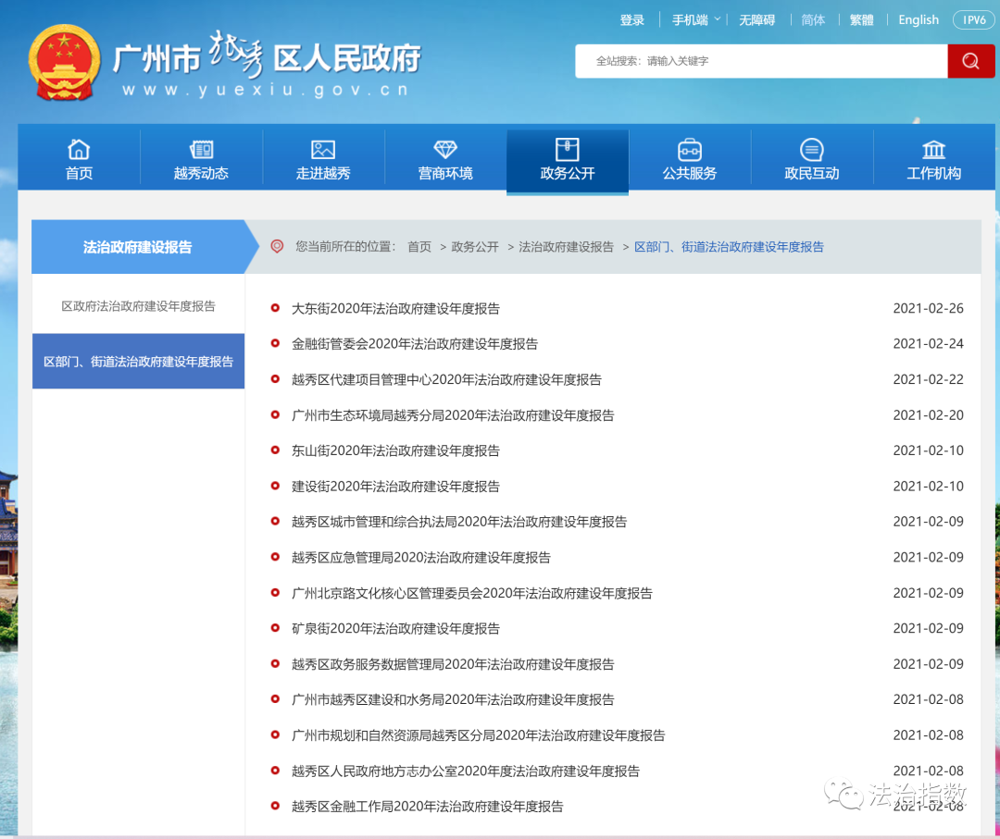 登录 手机端 无障碍 简体 繁體 English IPV6
广州市越秀区人民政府
www.yuexiu.gov.cn
全站搜索：请输入关键字
首页 越秀动态 走进越秀 营商环境 政务公开 公共服务 政民互动 工作机构
法治政府建设报告
您当前所在的位置： 首页 > 政务公开 > 法治政府建设报告 > 区部门、街道法治政府建设年度报告
区政府法治政府建设年度报告
区部门、街道法治政府建设年度报告
大东街2020年法治政府建设年度报告 2021-02-26
金融街管委会2020年法治政府建设年度报告 2021-02-24
越秀区代建项目管理中心2020年法治政府建设年度报告 2021-02-22
广州市生态环境局越秀分局2020年法治政府建设年度报告 2021-02-20
东山街2020年法治政府建设年度报告 2021-02-10
建设街2020年法治政府建设年度报告 2021-02-10
越秀区城市管理和综合执法局2020年法治政府建设年度报告 2021-02-09
越秀区应急管理局2020法治政府建设年度报告 2021-02-09
广州北京路文化核心区管理委员会2020年法治政府建设年度报告 2021-02-09
矿泉街2020年法治政府建设年度报告 2021-02-09
越秀区政务服务数据管理局2020年法治政府建设年度报告 2021-02-09
广州市越秀区建设和水务局2020年法治政府建设年度报告 2021-02-08
广州市规划和自然资源局越秀区分局2020年法治政府建设年度报告 2021-02-08
越秀区人民政府地方志办公室2020年度法治政府建设年度报告 2021-02-08
越秀区金融工作局2020年法治政府建设年度报告 2021-02-08
法治指数